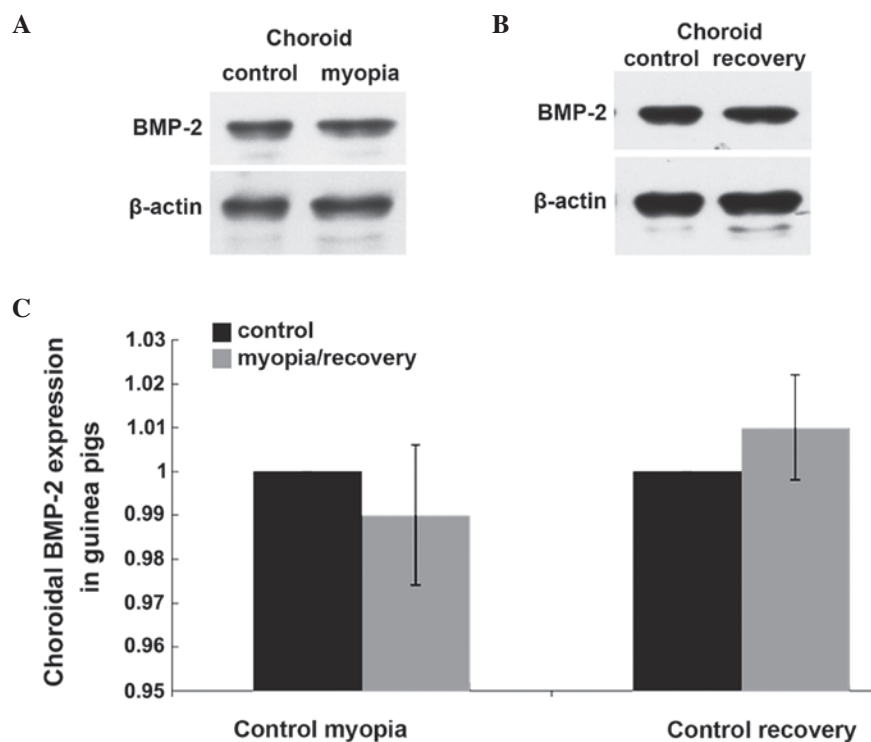 A
Choroid
control myopia
BMP-2
β-actin
B
Choroid
control recovery
BMP-2
β-actin
C
Choroidal BMP-2 expression
in guinea pigs
1.03
1.02
1.01
1
0.99
0.98
0.97
0.96
0.95
control
myopia/recovery
Control myopia
Control recovery